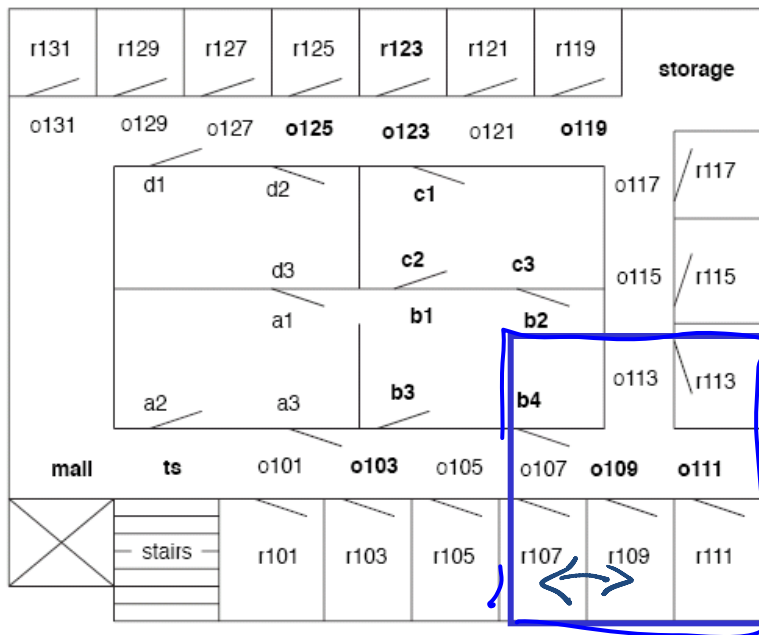 r131 r129 r127 r125 r123 r121 r119
storage
o131 o129 o127 o125 o123 o121 o119
d1 d2 c1 o117 r117
d3 c2 c3 o115 r115
a1 b1 b2
a2 a3 b3 b4 o113 r113
mail ts o101 o103 o105 o107 o109 o111
stairs r101 r103 r105 r107 r109 r111